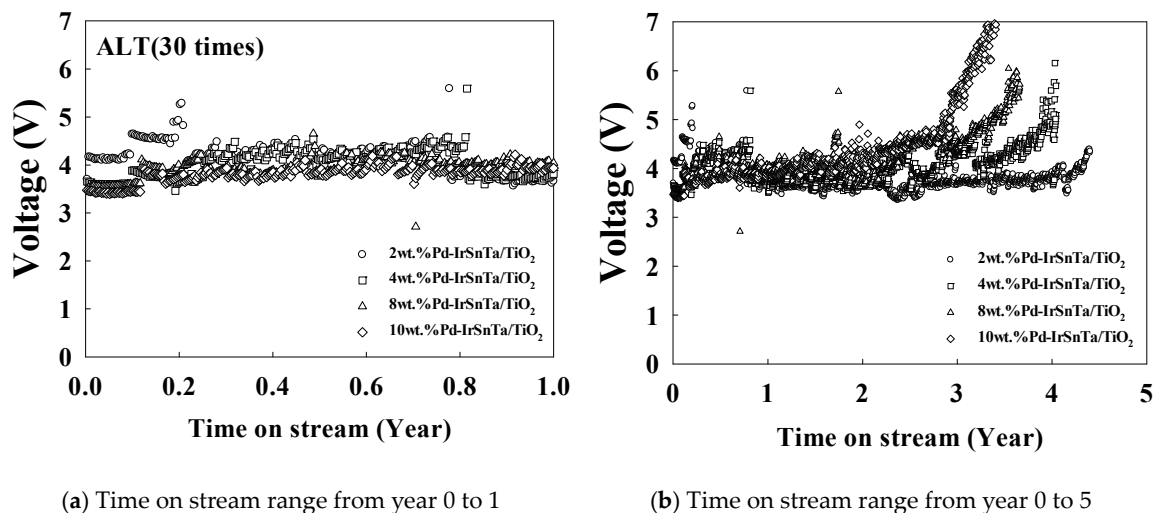 ALT(30 times)
7
6
5
4
3
2
1
0
Voltage (V)
2wt.%Pd-IrSnTa/TiO₂
4wt.%Pd-IrSnTa/TiO₂
8wt.%Pd-IrSnTa/TiO₂
10wt.%Pd-IrSnTa/TiO₂
0.0 0.2 0.4 0.6 0.8 1.0
Time on stream (Year)
(a) Time on stream range from year 0 to 1
7
6
5
4
3
2
1
0
Voltage (V)
2wt.%Pd-IrSnTa/TiO₂
4wt.%Pd-IrSnTa/TiO₂
8wt.%Pd-IrSnTa/TiO₂
10wt.%Pd-IrSnTa/TiO₂
0 1 2 3 4 5
Time on stream (Year)
(b) Time on stream range from year 0 to 5